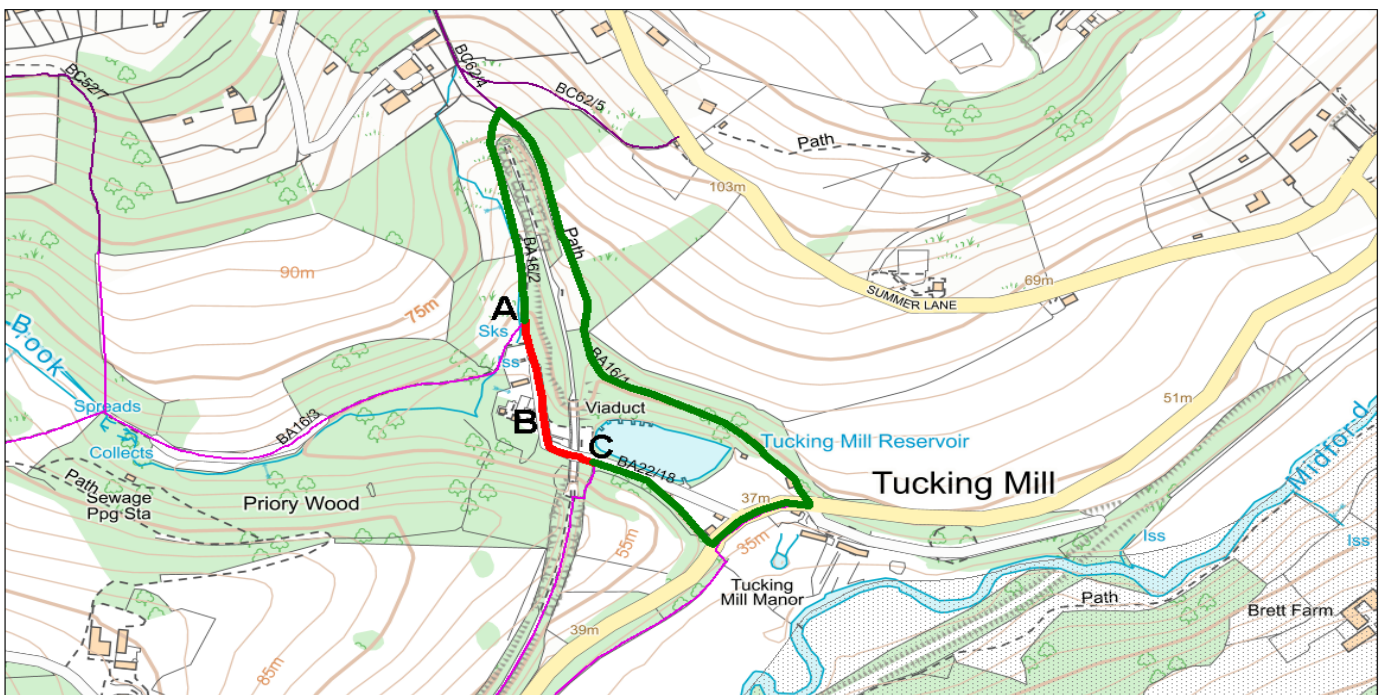 BC62/4
BC52/7
BC62/5
Path
103m
BA16/2
Path
90m
75m
69m
SUMMER LANE
A
Sks
Iss
Brook
BA16/1
51m
Spreads
BA16/3
Collects
B
Viaduct
C
Tucking Mill Reservoir
BA22/18
Midford
Path
Sewage
Ppg Sta
Priory Wood
37m
Tucking Mill
55m
35m
Iss
Iss
Tucking
Mill Manor
Path
Brett Farm
39m
85m